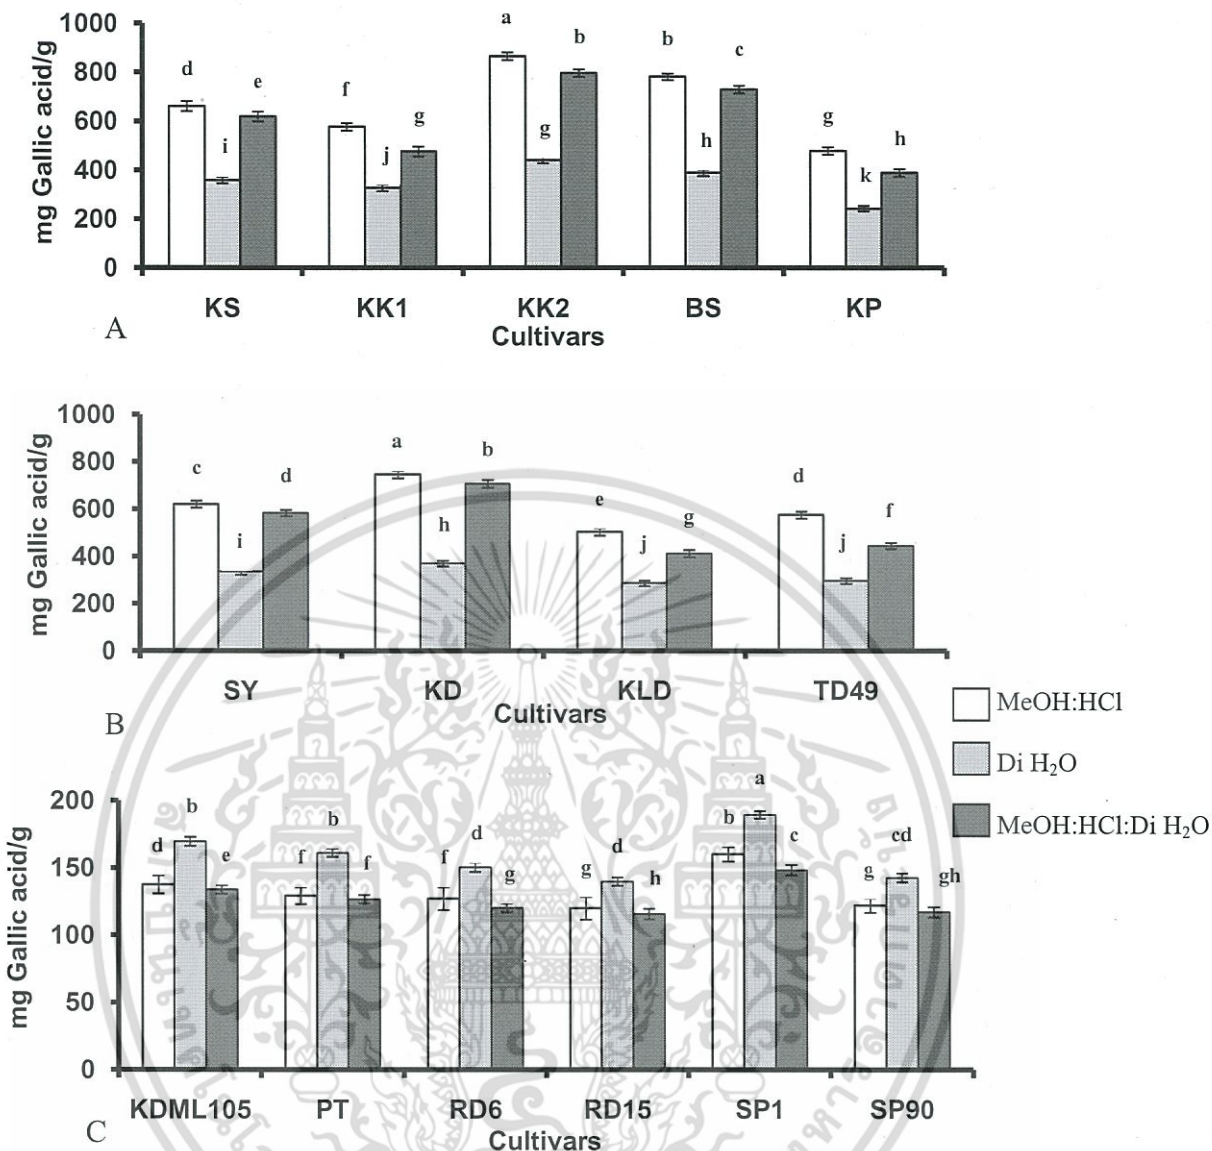 1000
a
b
b
d
c
800
e
f
g
g
600
g
h
h
i
j
400
k
200
0
mg Gallic acid/g
KS KK1 KK2 BS KP
Cultivars
A
1000
a
b
c
d
d
800
e
f
g
h
600
i
j
j
400
200
0
mg Gallic acid/g
SY KD KLD TD49
Cultivars
B
MeOH:HCl
Di H₂O
MeOH:HCl:Di H₂O
200
a
b
b
b
c
cd
d
d
d
e
f
f
f
g
g
g
h
gh
150
100
50
0
mg Gallic acid/g
KDML105 PT RD6 RD15 SP1 SP90
Cultivars
C